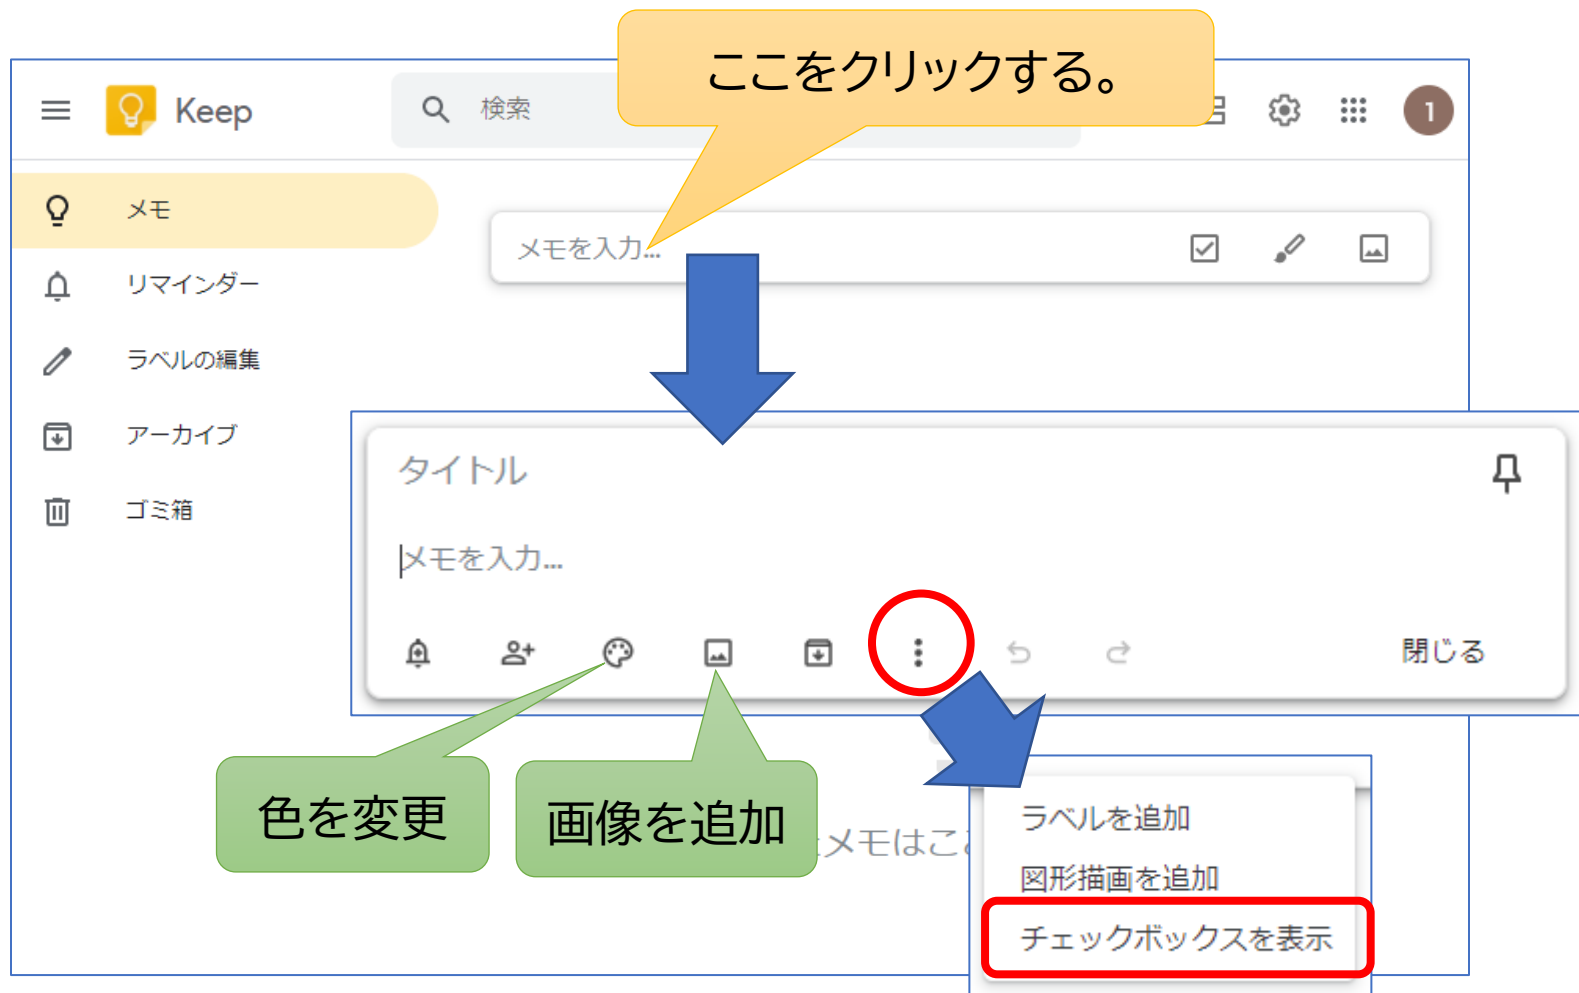 ここをクリックする。
Keep
検索
1
メモ
メモを入力...
リマインダー
ラベルの編集
アーカイブ
ゴミ箱
タイトル
メモを入力...
閉じる
色を変更
画像を追加
メモはここ
ラベルを追加
図形描画を追加
チェックボックスを表示